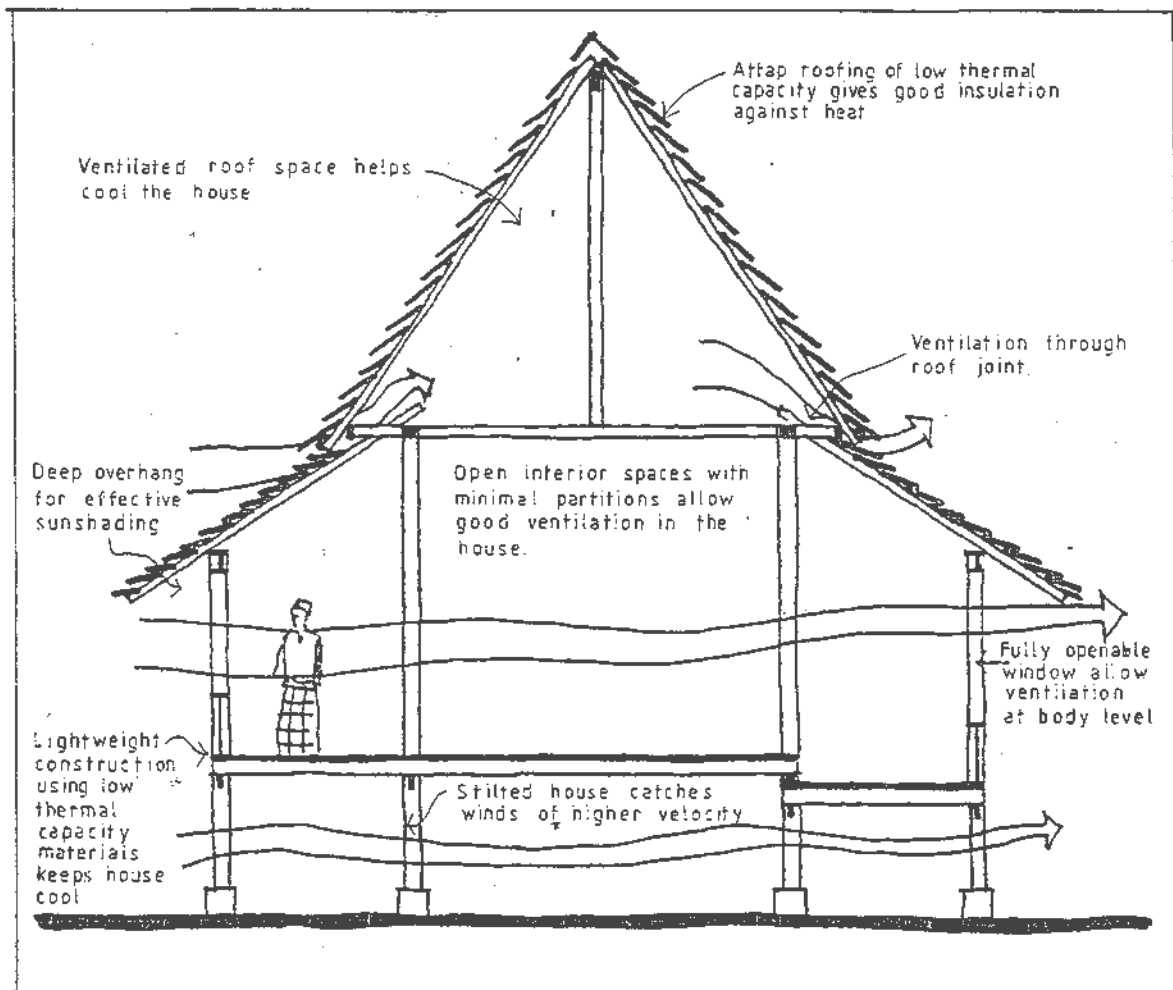 Attap roofing of low thermal
capacity gives good insulation
against heat
Ventilated roof space helps
cool the house
Ventilation through
roof joint.
Deep overhang
for effective
sunshading
Open interior spaces with
minimal partitions allow
good ventilation in the
house.
Fully openable
window allow
ventilation
at body level
Lightweight
construction
using low
thermal
capacity
materials
keeps house
cool
Stilted house catches
winds of higher velocity